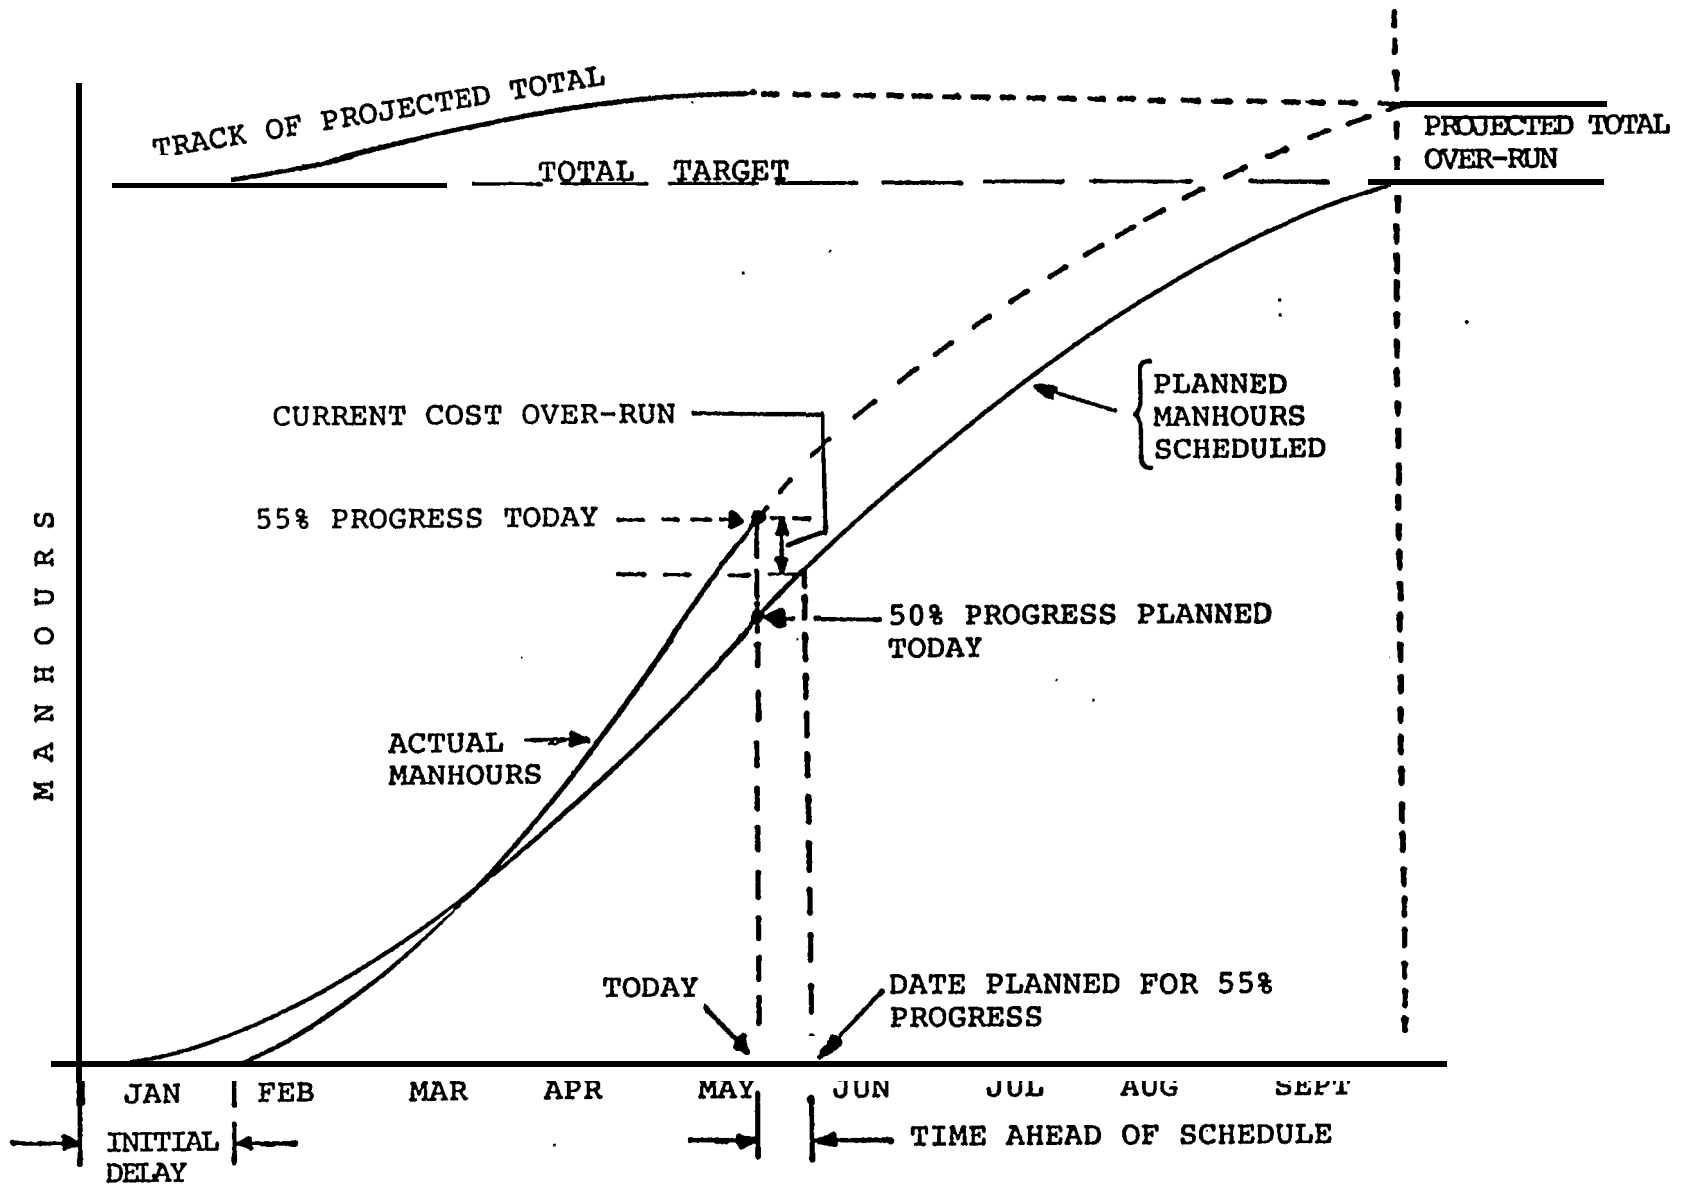 TRACK OF PROJECTED TOTAL
PROJECTED TOTAL
OVER-RUN
TOTAL TARGET
PLANNED
MANHOURS
SCHEDULED
CURRENT COST OVER-RUN
55% PROGRESS TODAY
MANHOURS
50% PROGRESS PLANNED
TODAY
ACTUAL
MANHOURS
TODAY
DATE PLANNED FOR 55%
PROGRESS
JAN FEB MAR APR MAY JUN JUL AUG SEPT
INITIAL
DELAY
TIME AHEAD OF SCHEDULE